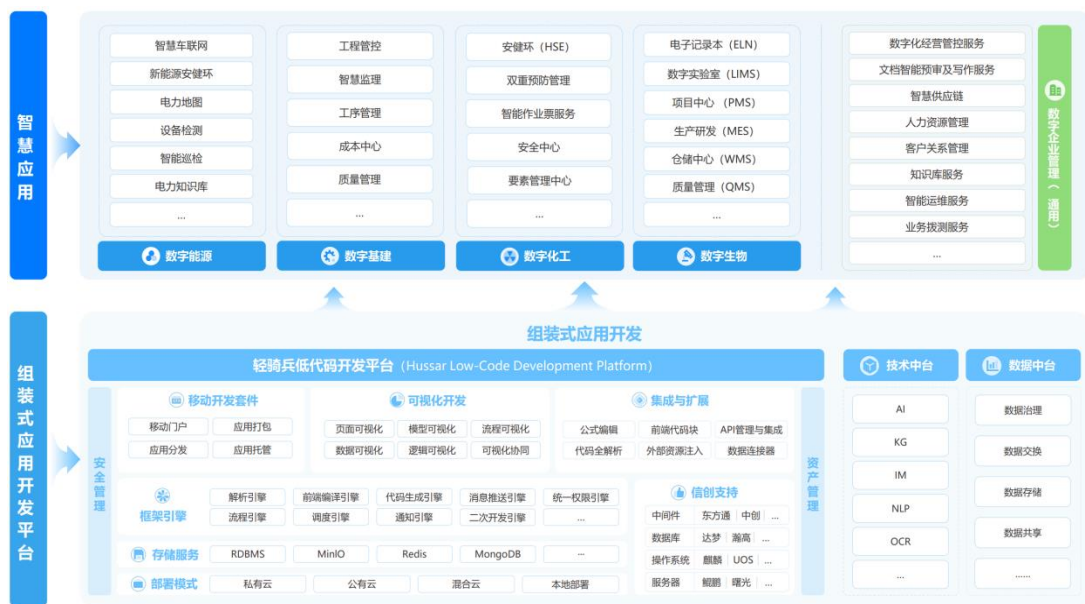 智慧应用
智慧车联网
新能源安健环
电力地图
设备检测
智能巡检
电力知识库
...
数字能源
工程管控
智慧监理
工序管理
成本中心
质量管理
...
数字基建
安健环（HSE）
双重预防管理
智能作业票服务
安全中心
要素管理中心
...
数字化工
电子记录本（ELN）
数字实验室（LIMS）
项目中心（PMS）
生产研发（MES）
仓储中心（WMS）
质量管理（QMS）
...
数字生物
数字化经营管控服务
文档智能预审及写作服务
智慧供应链
人力资源管理
客户关系管理
知识库服务
智能运维服务
业务拨测服务
...
数字企业管理（通用）
组装式应用开发平台
组装式应用开发
轻骑兵低代码开发平台（Hussar Low-Code Development Platform）
安全管理
移动开发套件
移动门户 应用打包
应用分发 应用托管
可视化开发
页面可视化 模型可视化 流程可视化
数据可视化 逻辑可视化 可视化协同
集成与扩展
公式编辑 前端代码块 API管理与集成
代码全解析 外部资源注入 数据连接器
框架引擎
解析引擎 前端编译引擎 代码生成引擎 消息推送引擎 统一权限引擎
流程引擎 调度引擎 通知引擎 二次开发引擎 ...
存储服务 RDBMS MinIO Redis MongoDB ...
部署模式 私有云 公有云 混合云 本地部署
信创支持
中间件 东方通 中创 ...
数据库 达梦 瀚高 ...
操作系统 麒麟 UOS ...
服务器 鲲鹏 曙光 ...
资产管理
技术中台
AI
KG
IM
NLP
OCR
...
数据中台
数据治理
数据交换
数据存储
数据共享
......